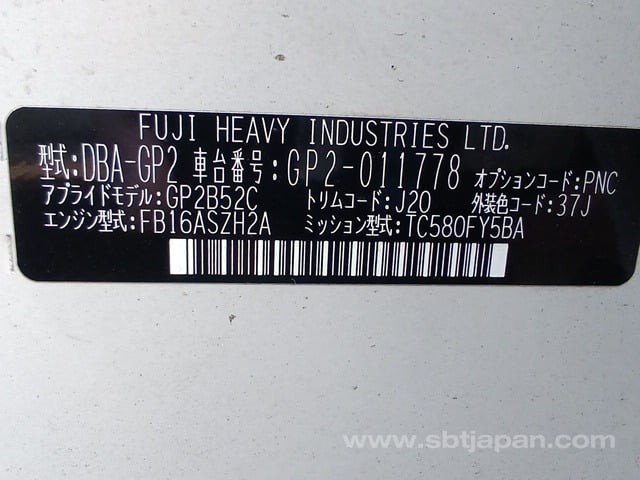 FUJI HEAVY INDUSTRIES LTD.
型式:DBA-GP2 車台番号:GP2-011778 オプションコード:PNC
アプライドモデル:GP2B52C トリムコード:J20 外装色コード:37J
エンジン型式:FB16ASZH2A ミッション型式:TC580FY5BA
www.sbtjapan.com